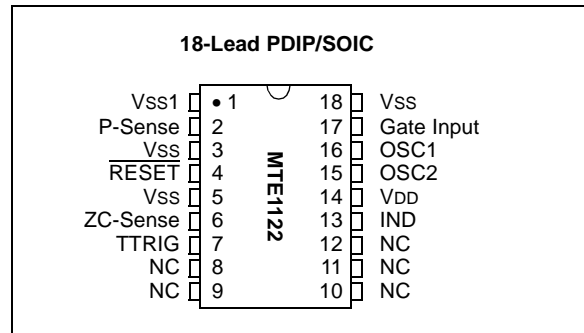 18-Lead PDIP/SOIC
VSS1 • 1 18 VSS
P-Sense 2 17 Gate Input
VSS 3 16 OSC1
RESET 4 15 OSC2
VSS 5 14 VDD
ZC-Sense 6 13 IND
TTRIG 7 12 NC
NC 8 11 NC
NC 9 10 NC
MTE1122